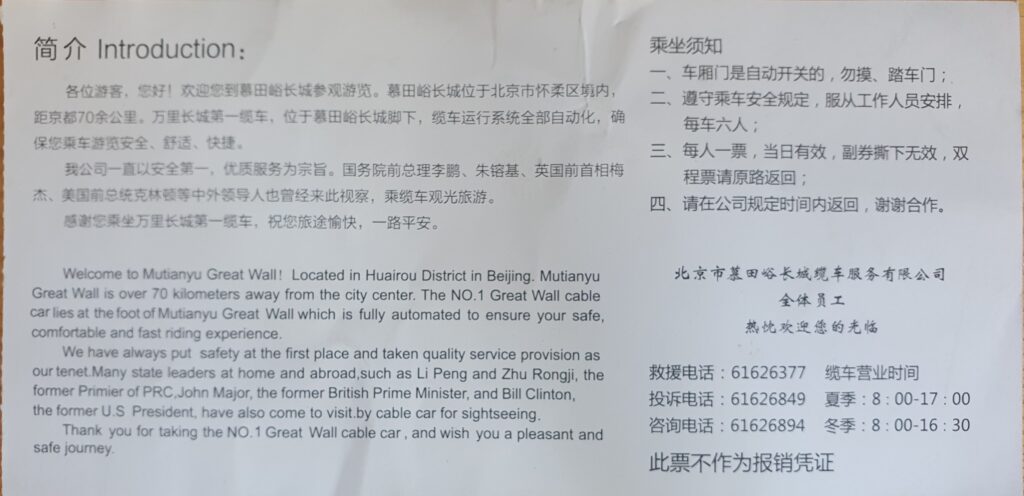 简介 Introduction：
各位游客，您好！欢迎您到慕田峪长城参观游览。慕田峪长城位于北京市怀柔区境内，
距京都70余公里。万里长城第一缆车，位于慕田峪长城脚下，缆车运行系统全部自动化，确
保您乘车游览安全、舒适、快捷。
我公司一直以安全第一，优质服务为宗旨。国务院前总理李鹏、朱镕基、英国前首相梅
杰、美国前总统克林顿等中外领导人也曾经来此视察，乘缆车观光旅游。
感谢您乘坐万里长城第一缆车，祝您旅途愉快，一路平安。
Welcome to Mutianyu Great Wall！Located in Huairou District in Beijing. Mutianyu
Great Wall is over 70 kilometers away from the city center. The NO.1 Great Wall cable
car lies at the foot of Mutianyu Great Wall which is fully automated to ensure your safe,
comfortable and fast riding experience.
We have always put safety at the first place and taken quality service provision as
our tenet.Many state leaders at home and abroad,such as Li Peng and Zhu Rongji, the
former Primier of PRC,John Major, the former British Prime Minister, and Bill Clinton,
the former U.S President, have also come to visit.by cable car for sightseeing.
Thank you for taking the NO.1 Great Wall cable car , and wish you a pleasant and
safe journey.
乘坐须知
一、车厢门是自动开关的，勿摸、踏车门；
二、遵守乘车安全规定，服从工作人员安排，
每车六人；
三、每人一票，当日有效，副券撕下无效，双
程票请原路返回；
四、请在公司规定时间内返回，谢谢合作。
北京市慕田峪长城缆车服务有限公司
全体员工
热忱欢迎您的光临
救援电话：61626377 缆车营业时间
投诉电话：61626849 夏季：8：00-17：00
咨询电话：61626894 冬季：8：00-16：30
此票不作为报销凭证